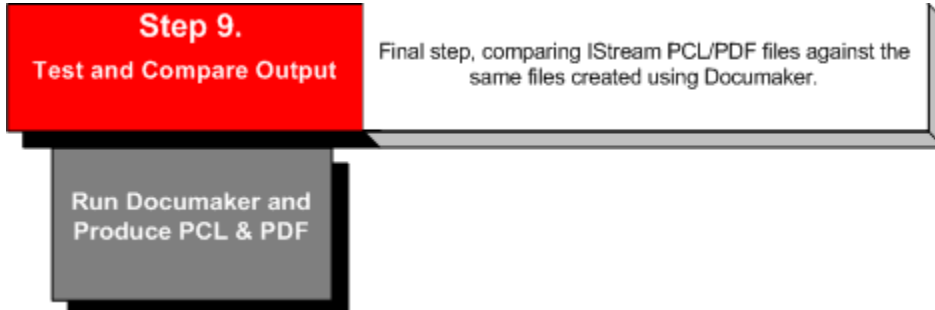 Step 9.
Test and Compare Output
Final step, comparing IStream PCL/PDF files against the
same files created using Documaker.
Run Documaker and
Produce PCL & PDF